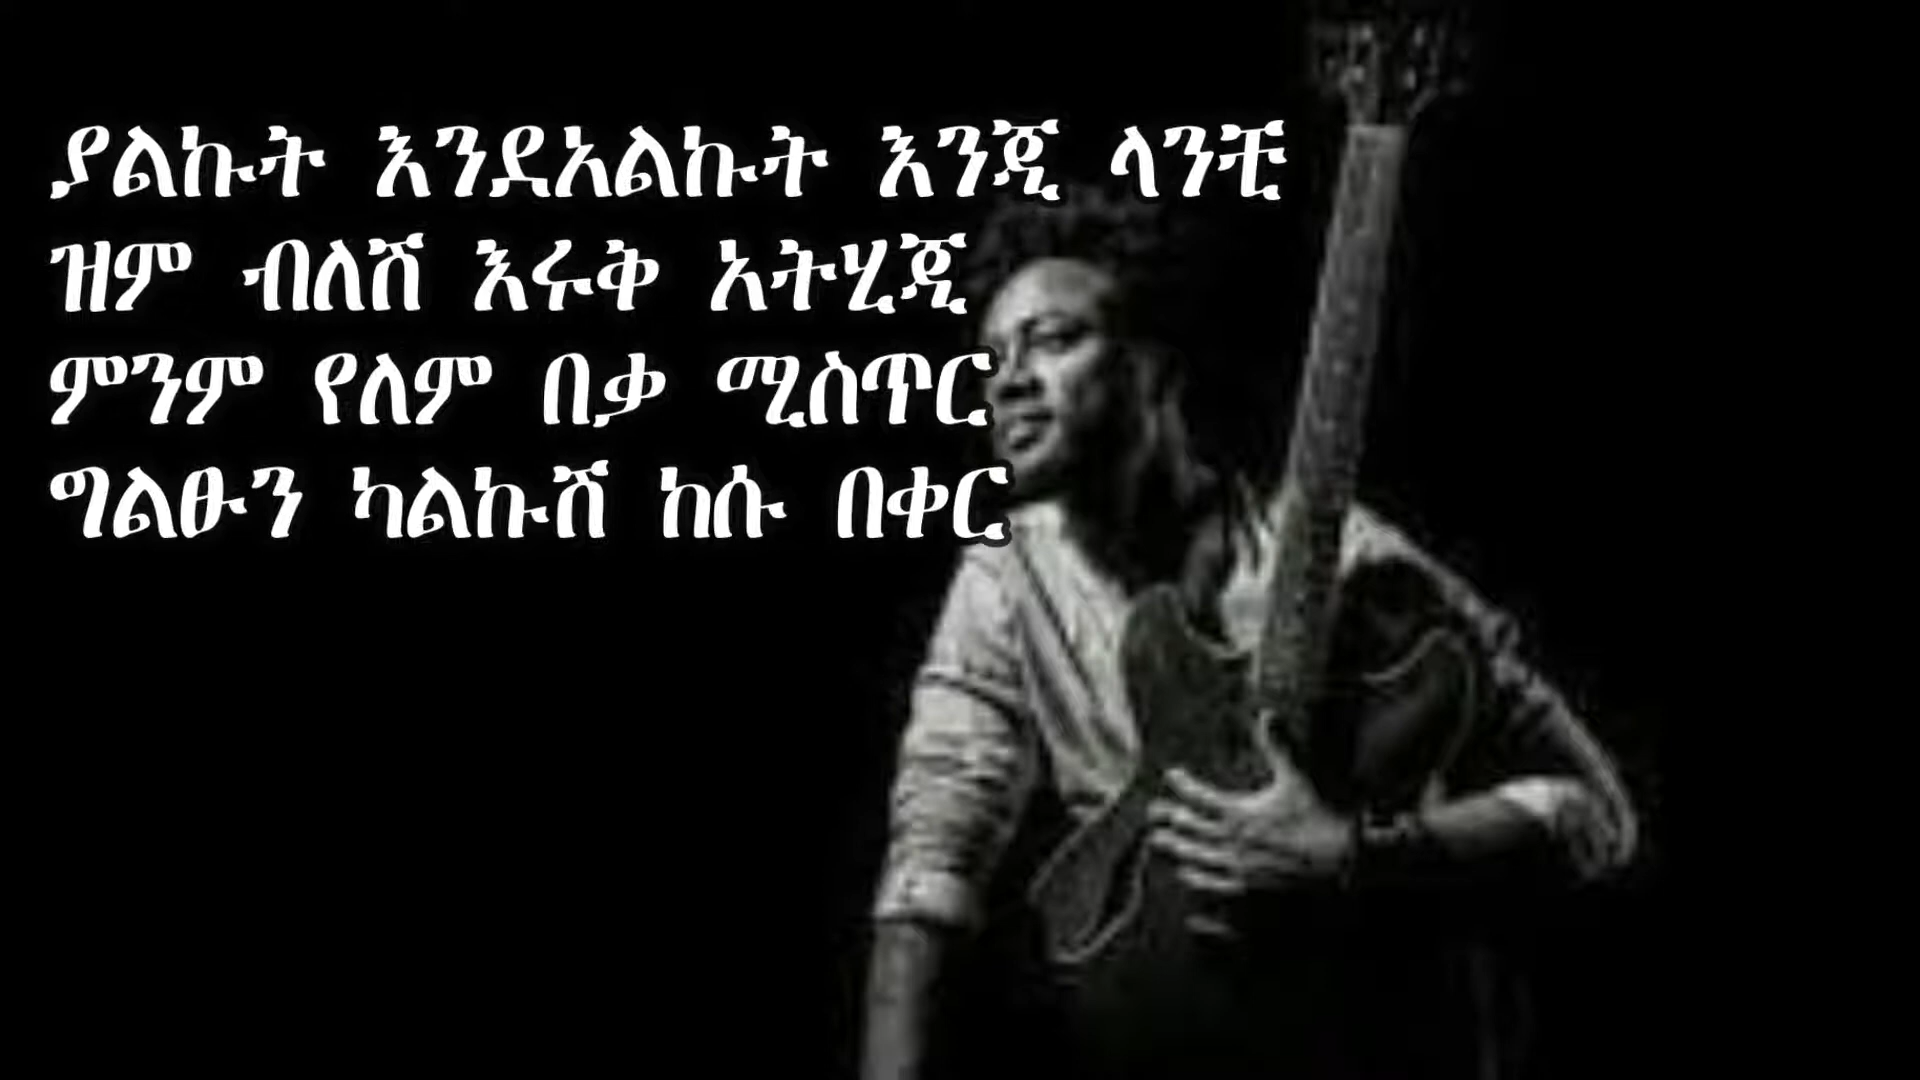 ያልኩት እንደአልኩት እንጂ ላንቺ
ዝም ብለሽ እሩቅ አትሂጂ
ምንም የለም በቃ ሚስጥር
ግልፁን ካልኩሽ ከሱ በቀር